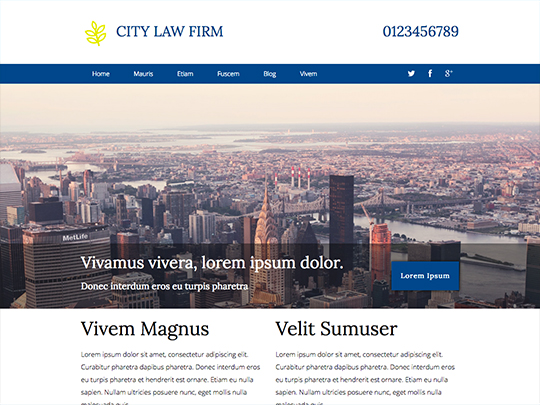 CITY LAW FIRM
0123456789
Home Mauris Etiam Fuscem Blog Vivem
MetLife
Vivamus vivera, lorem ipsum dolor.
Donec interdum eros eu turpis pharetra
Lorem Ipsum
Vivem Magnus
Lorem ipsum dolor sit amet, consectetur adipiscing elit.
Curabitur pharetra dapibus pharetra. Donec interdum eros
eu turpis pharetra et hendrerit est ornare. Etiam eu nulla
sapien. Nullam ultricies posuere nunc, eget mollis nulla
Velit Sumuser
Lorem ipsum dolor sit amet, consectetur adipiscing elit.
Curabitur pharetra dapibus pharetra. Donec interdum eros
eu turpis pharetra et hendrerit est ornare. Etiam eu nulla
sapien. Nullam ultricies posuere nunc, eget mollis nulla